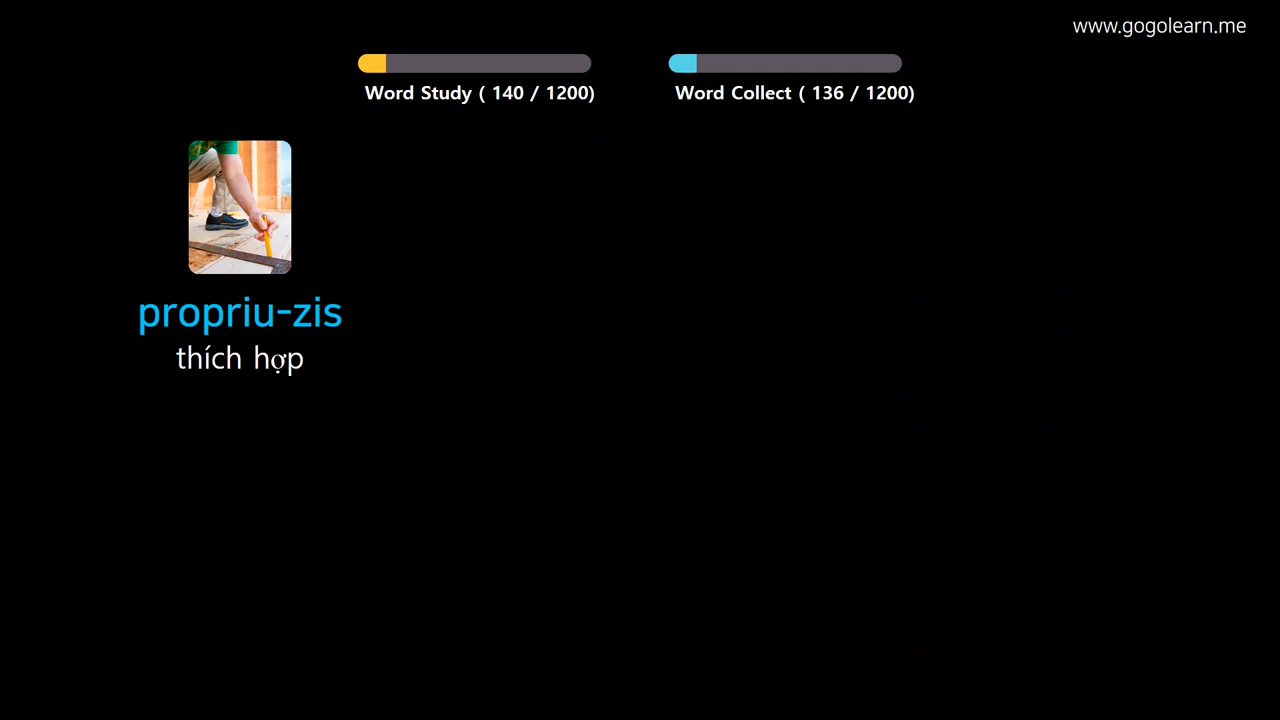 www.gogolearn.me
Word Study ( 140 / 1200)
Word Collect ( 136 / 1200)
propriu-zis
thích hợp